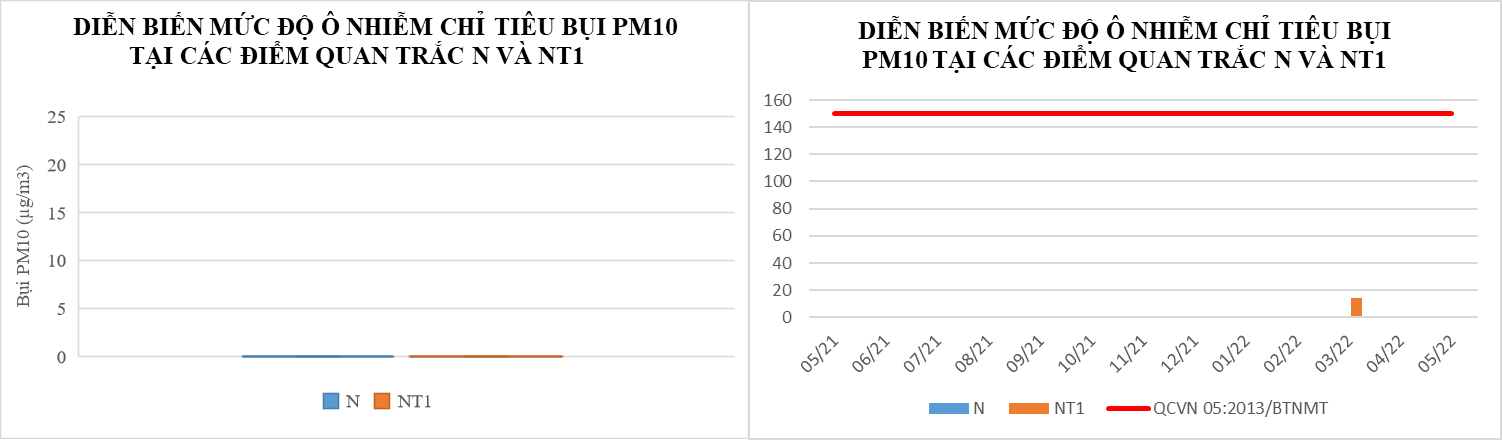 DIỄN BIẾN MỨC ĐỘ Ô NHIỄM CHỈ TIÊU BỤI PM10
TẠI CÁC ĐIỂM QUAN TRẮC N VÀ NT1
Bụi PM10 (µg/m3)
25
20
15
10
5
0
N NT1
DIỄN BIẾN MỨC ĐỘ Ô NHIỄM CHỈ TIÊU BỤI
PM10 TẠI CÁC ĐIỂM QUAN TRẮC N VÀ NT1
160
140
120
100
80
60
40
20
0
05/21 06/21 07/21 08/21 09/21 10/21 11/21 12/21 01/22 02/22 03/22 04/22 05/22
N NT1 QCVN 05:2013/BTNMT